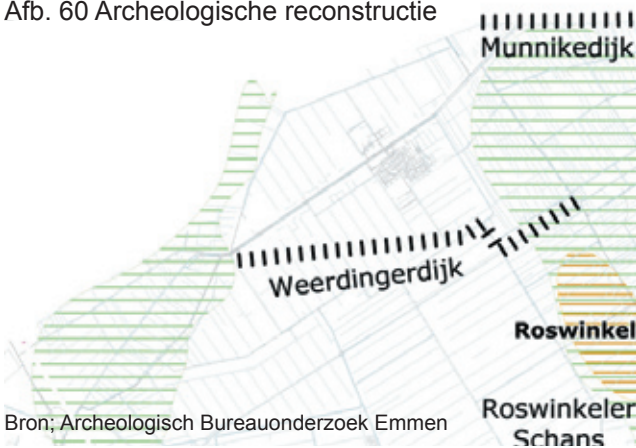 Afb. 60 Archeologische reconstructie
Munnikedijk
Weerdingerdijk
Roswinkel
Roswinkeler
Schans
Bron; Archeologisch Bureauonderzoek Emmen